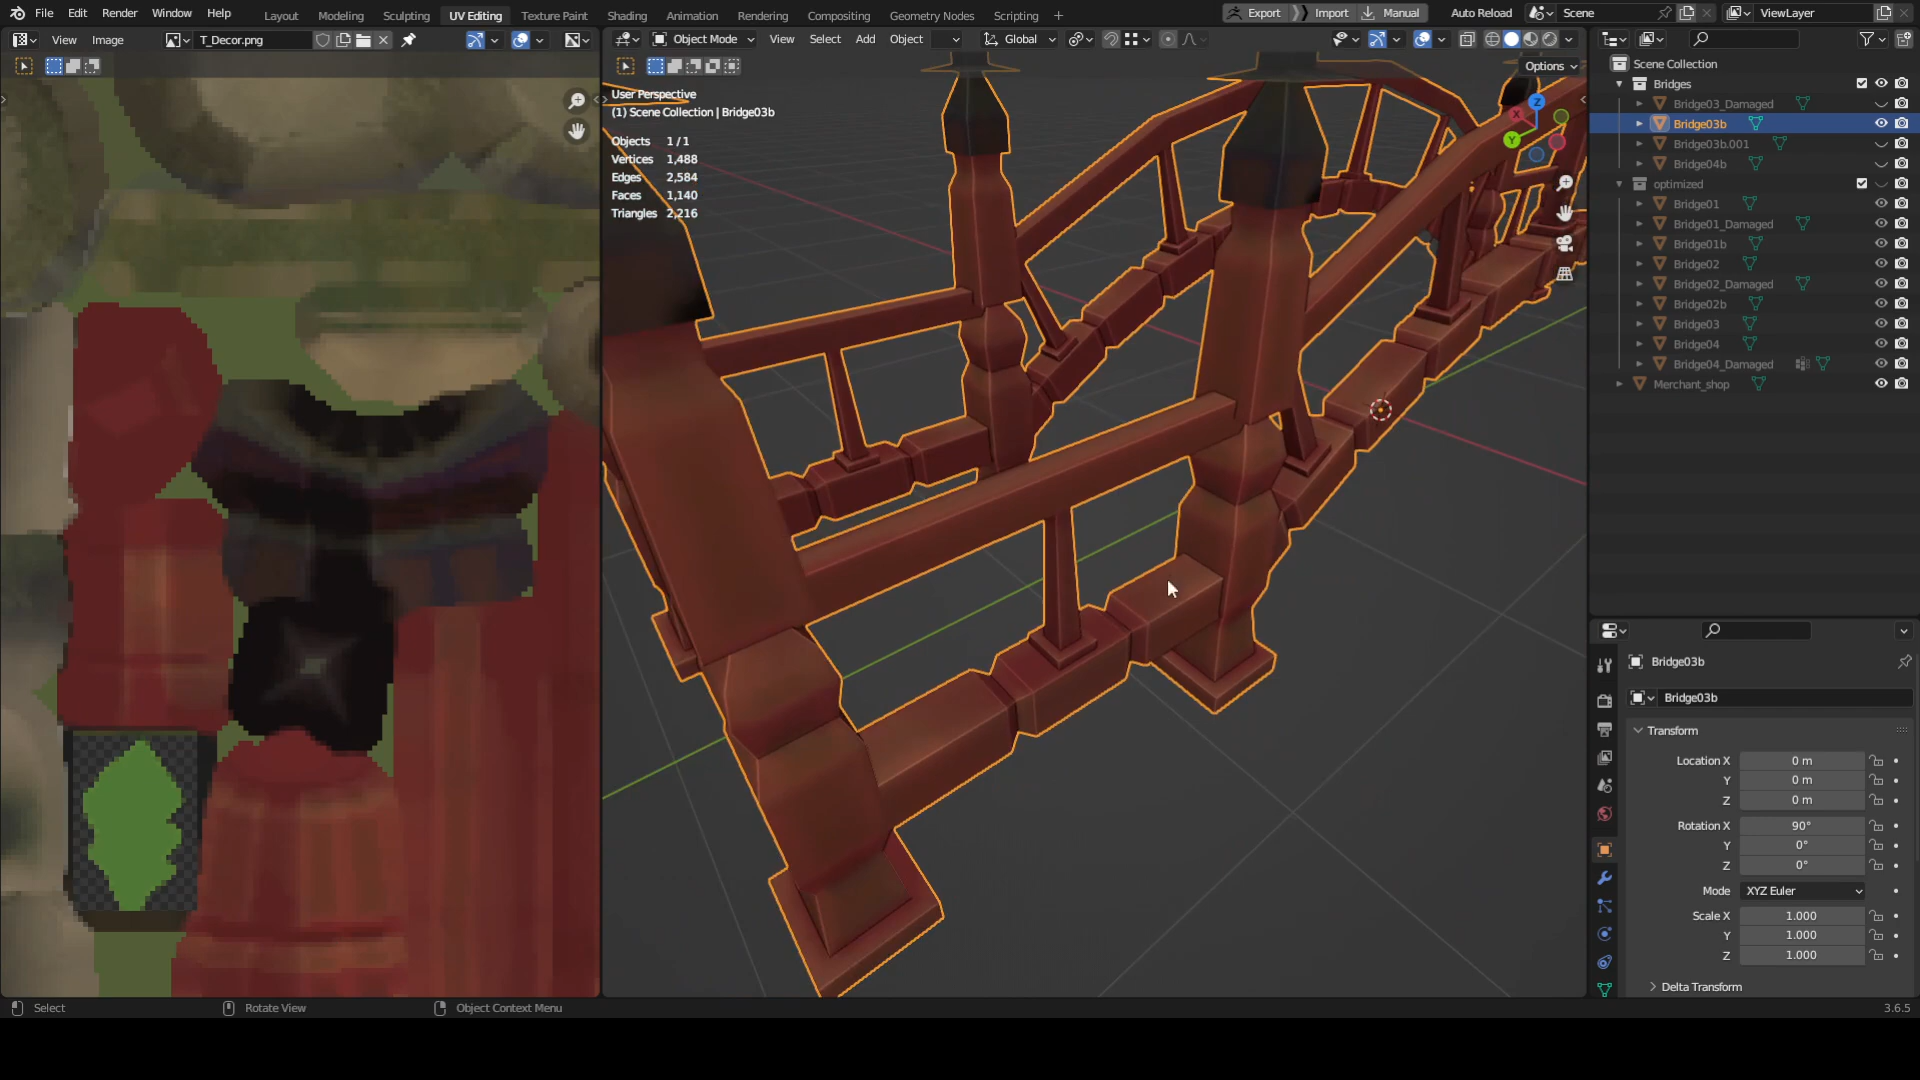 File Edit Render Window Help Layout Modeling Sculpting UV Editing Texture Paint Shading Animation Rendering Compositing Geometry Nodes Scripting + Export Import Manual Auto Reload Scene ViewLayer
View Image T_Decor.png
Object Mode View Select Add Object Global
Options
User Perspective
(1) Scene Collection | Bridge03b
Objects 1 / 1
Vertices 1,488
Edges 2,584
Faces 1,140
Triangles 2,216
Z
X
Y
Scene Collection
Bridges
Bridge03_Damaged
Bridge03b
Bridge03b.001
Bridge04b
optimized
Bridge01
Bridge01_Damaged
Bridge01b
Bridge02
Bridge02_Damaged
Bridge02b
Bridge03
Bridge04
Bridge04_Damaged
Merchant_shop
Bridge03b
Bridge03b
Transform
Location X 0 m
Y 0 m
Z 0 m
Rotation X 90°
Y 0°
Z 0°
Mode XYZ Euler
Scale X 1.000
Y 1.000
Z 1.000
Delta Transform
Select Rotate View Object Context Menu 3.6.5